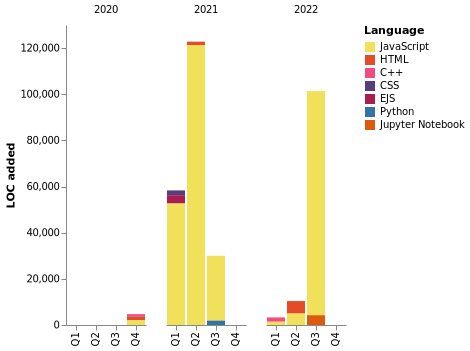 2020 2021 2022
Language
JavaScript
HTML
C++
CSS
EJS
Python
Jupyter Notebook
LOC added
120,000
100,000
80,000
60,000
40,000
20,000
0
Q1 Q2 Q3 Q4 Q1 Q2 Q3 Q4 Q1 Q2 Q3 Q4